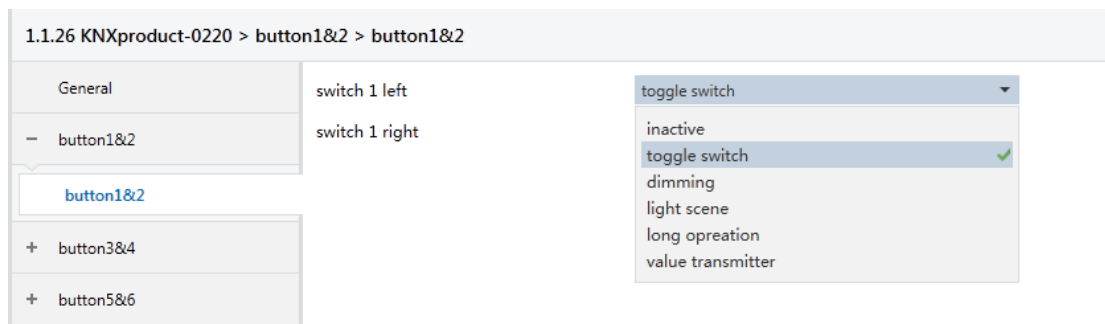 1.1.26 KNXproduct-0220 > button1&2 > button1&2
General
switch 1 left
toggle switch
− button1&2
switch 1 right
inactive
toggle switch
dimming
light scene
long opreation
value transmitter
button1&2
+ button3&4
+ button5&6